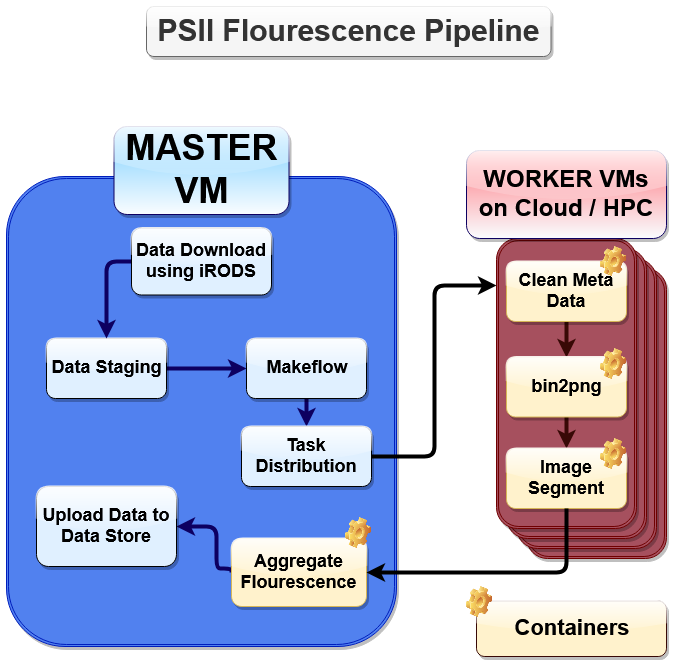 PSII Flourescence Pipeline
MASTER
VM
WORKER VMs
on Cloud / HPC
Data Download
using iRODS
Clean Meta
Data
Data Staging
Makeflow
bin2png
Task
Distribution
Image
Segment
Upload Data to
Data Store
Aggregate
Flourescence
Containers